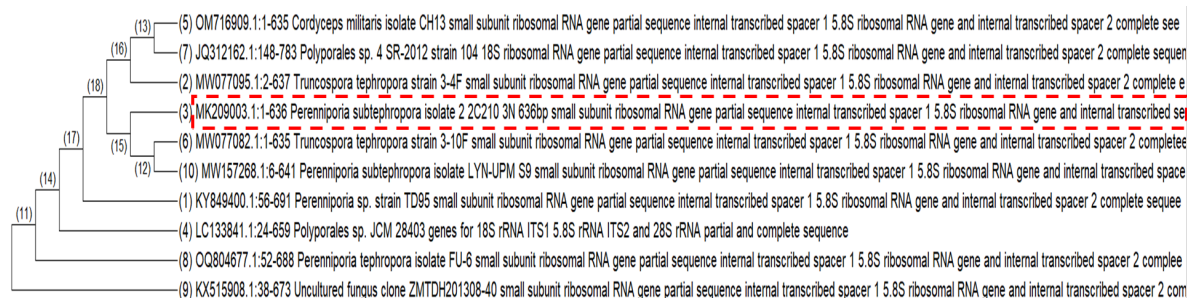 (13)
(5) OM716909.1:1-635 Cordyceps militaris isolate CH13 small subunit ribosomal RNA gene partial sequence internal transcribed spacer 1 5.8S ribosomal RNA gene and internal transcribed spacer 2 complete see
(16)
(7) JQ312162.1:148-783 Polyporales sp. 4 SR-2012 strain 104 18S ribosomal RNA gene partial sequence internal transcribed spacer 1 5.8S ribosomal RNA gene and internal transcribed spacer 2 complete sequen
(18)
(2) MW077095.1:2-637 Truncospora tephropora strain 3-4F small subunit ribosomal RNA gene partial sequence internal transcribed spacer 1 5.8S ribosomal RNA gene and internal transcribed spacer 2 complete e
(3) MK209003.1:1-636 Perenniporia subtephropora isolate 2 2C210 3N 636bp small subunit ribosomal RNA gene partial sequence internal transcribed spacer 1 5.8S ribosomal RNA gene and internal transcribed se
(17)
(15)
(6) MW077082.1:1-635 Truncospora tephropora strain 3-10F small subunit ribosomal RNA gene partial sequence internal transcribed spacer 1 5.8S ribosomal RNA gene and internal transcribed spacer 2 completee
(12)
(10) MW157268.1:6-641 Perenniporia subtephropora isolate LYN-UPM S9 small subunit ribosomal RNA gene partial sequence internal transcribed spacer 1 5.8S ribosomal RNA gene and internal transcribed space
(14)
(1) KY849400.1:56-691 Perenniporia sp. strain TD95 small subunit ribosomal RNA gene partial sequence internal transcribed spacer 1 5.8S ribosomal RNA gene and internal transcribed spacer 2 complete sequee
(11)
(4) LC133841.1:24-659 Polyporales sp. JCM 28403 genes for 18S rRNA ITS1 5.8S rRNA ITS2 and 28S rRNA partial and complete sequence
(8) OQ804677.1:52-688 Perenniporia tephropora isolate FU-6 small subunit ribosomal RNA gene partial sequence internal transcribed spacer 1 5.8S ribosomal RNA gene and internal transcribed spacer 2 complee
(9) KX515908.1:38-673 Uncultured fungus clone ZMTDH201308-40 small subunit ribosomal RNA gene partial sequence internal transcribed spacer 1 5.8S ribosomal RNA gene and internal transcribed spacer 2 com